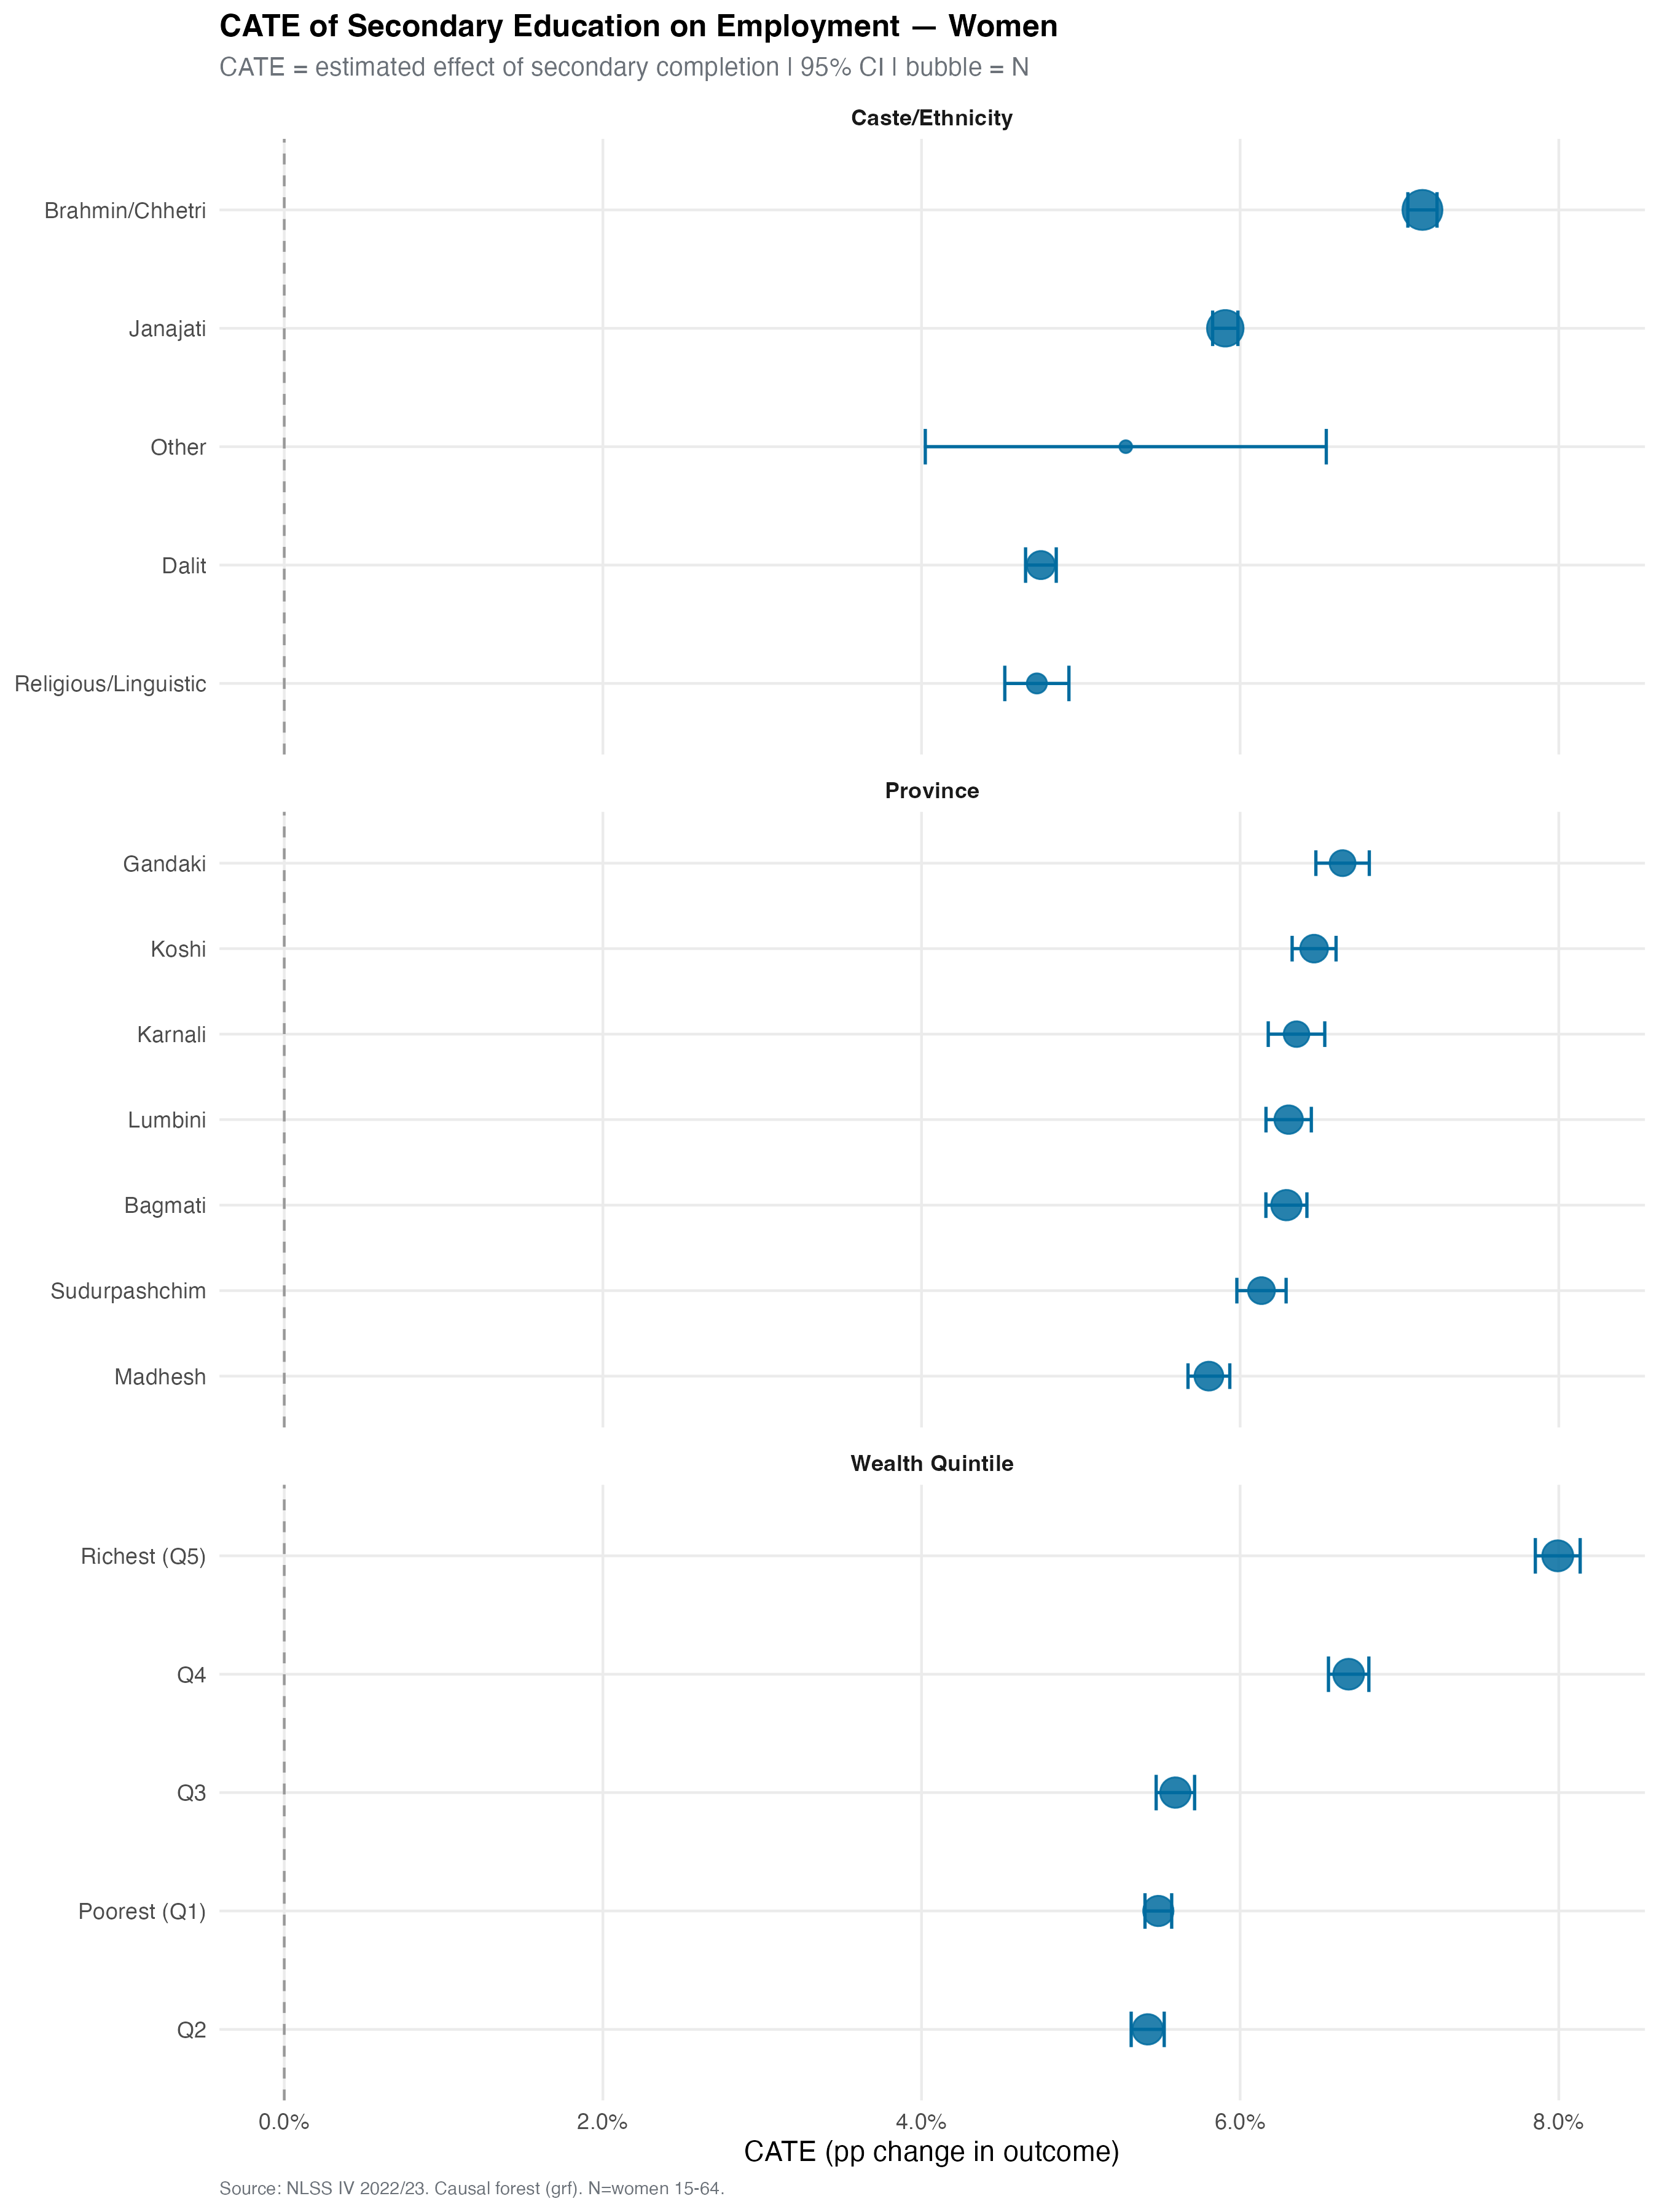 CATE of Secondary Education on Employment — Women
CATE = estimated effect of secondary completion | 95% CI | bubble = N
Caste/Ethnicity
Brahmin/Chhetri
Janajati
Other
Dalit
Religious/Linguistic
Province
Gandaki
Koshi
Karnali
Lumbini
Bagmati
Sudurpashchim
Madhesh
Wealth Quintile
Richest (Q5)
Q4
Q3
Poorest (Q1)
Q2
0.0% 2.0% 4.0% 6.0% 8.0%
CATE (pp change in outcome)
Source: NLSS IV 2022/23. Causal forest (grf). N=women 15-64.